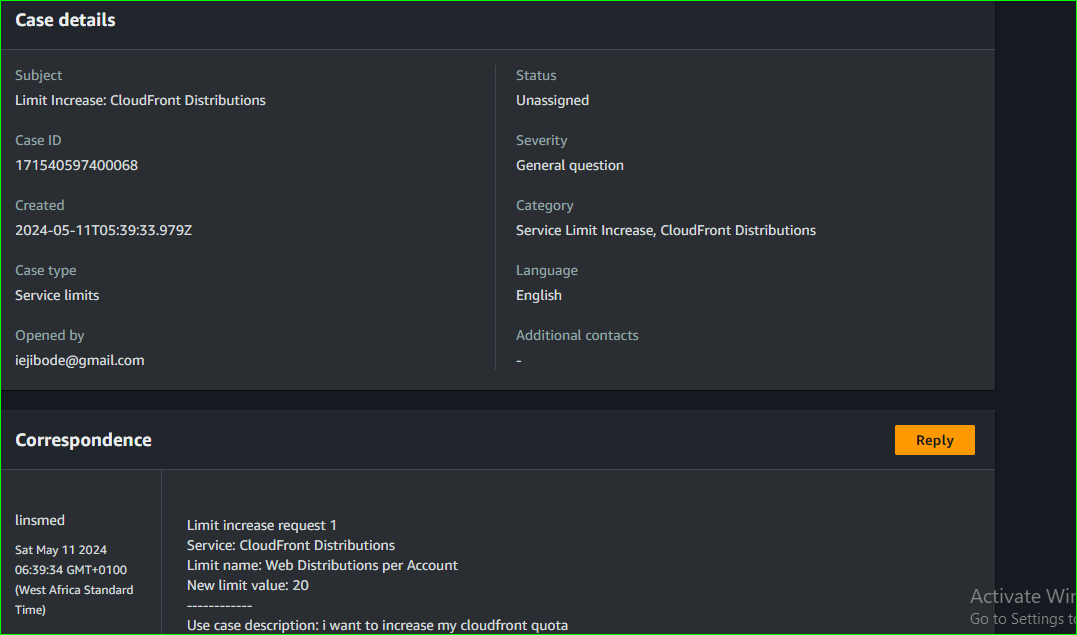 Case details
Subject
Limit Increase: CloudFront Distributions
Case ID
171540597400068
Created
2024-05-11T05:39:33.979Z
Case type
Service limits
Opened by
iejibode@gmail.com
Status
Unassigned
Severity
General question
Category
Service Limit Increase, CloudFront Distributions
Language
English
Additional contacts
-
Correspondence
Reply
linsmed
Sat May 11 2024
06:39:34 GMT+0100
(West Africa Standard
Time)
Limit increase request 1
Service: CloudFront Distributions
Limit name: Web Distributions per Account
New limit value: 20
------------
Use case description: i want to increase my cloudfront quota
Activate Win
Go to Settings to